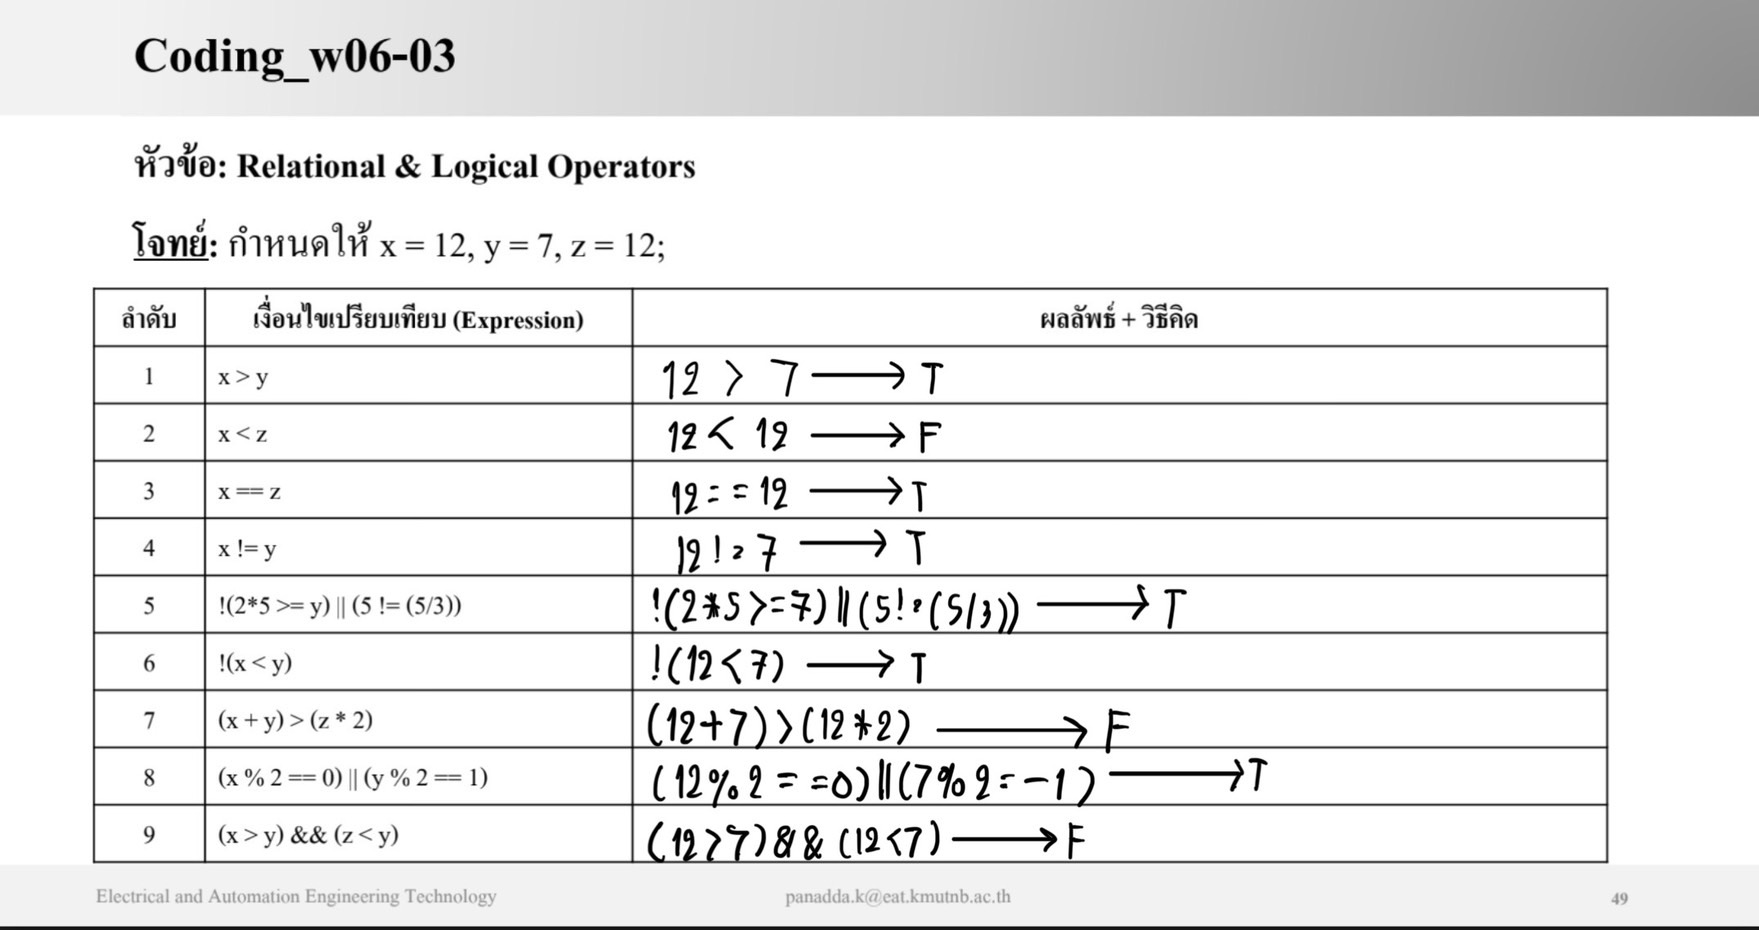 Coding_w06-03
หัวข้อ: Relational & Logical Operators
โจทย์: กำหนดให้ x = 12, y = 7, z = 12;
ลำดับ เงื่อนไขเปรียบเทียบ (Expression) ผลลัพธ์ + วิธีคิด
1 x > y 12 > 7 ⟶ T
2 x < z 12 < 12 ⟶ F
3 x == z 12 == 12 ⟶ T
4 x != y 12 != 7 ⟶ T
5 !(2*5 >= y) || (5 != (5/3)) !(2*5>=7)||(5!=(5/3)) ⟶ T
6 !(x < y) !(12<7) ⟶ T
7 (x + y) > (z * 2) (12+7)>(12*2) ⟶ F
8 (x % 2 == 0) || (y % 2 == 1) (12%2==0)||(7%2==1) ⟶ T
9 (x > y) && (z < y) (12>7)&&(12<7) ⟶ F
Electrical and Automation Engineering Technology panadda.k@eat.kmutnb.ac.th 49